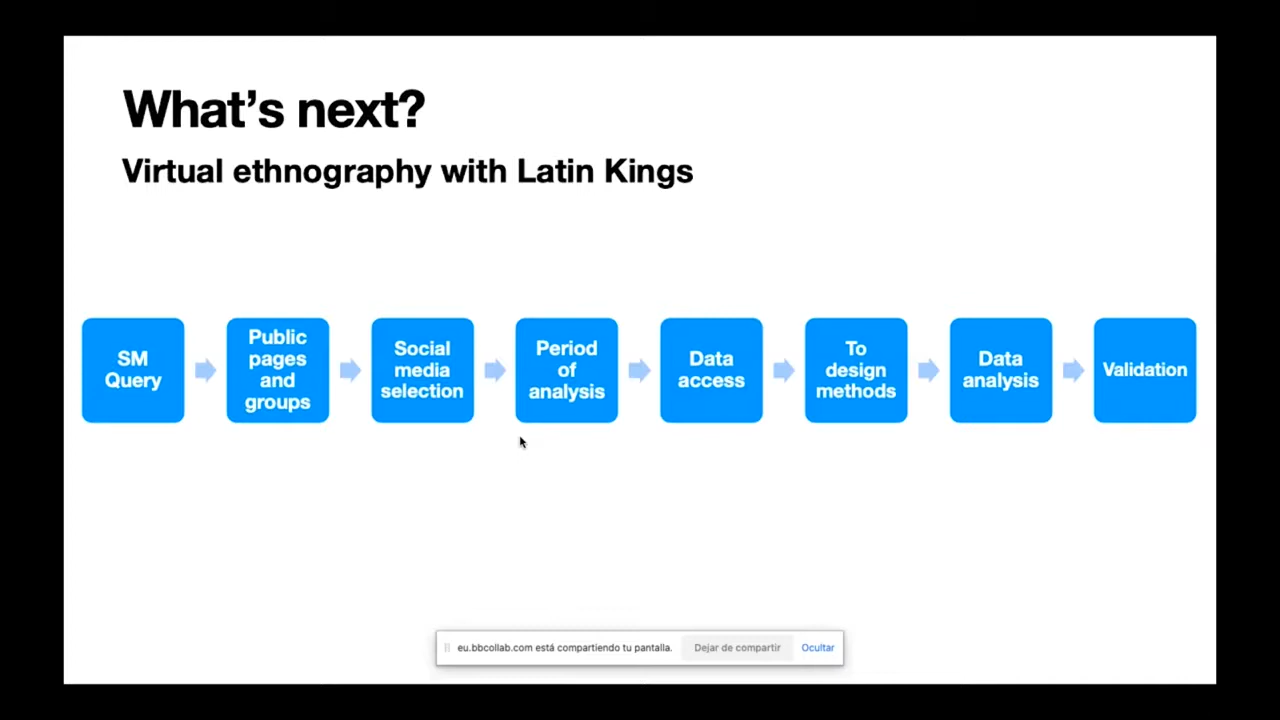 What's next?
Virtual ethnography with Latin Kings
SM
Query
Public
pages
and
groups
Social
media
selection
Period
of
analysis
Data
access
To
design
methods
Data
analysis
Validation
eu.bbcollab.com está compartiendo tu pantalla.
Dejar de compartir
Ocultar